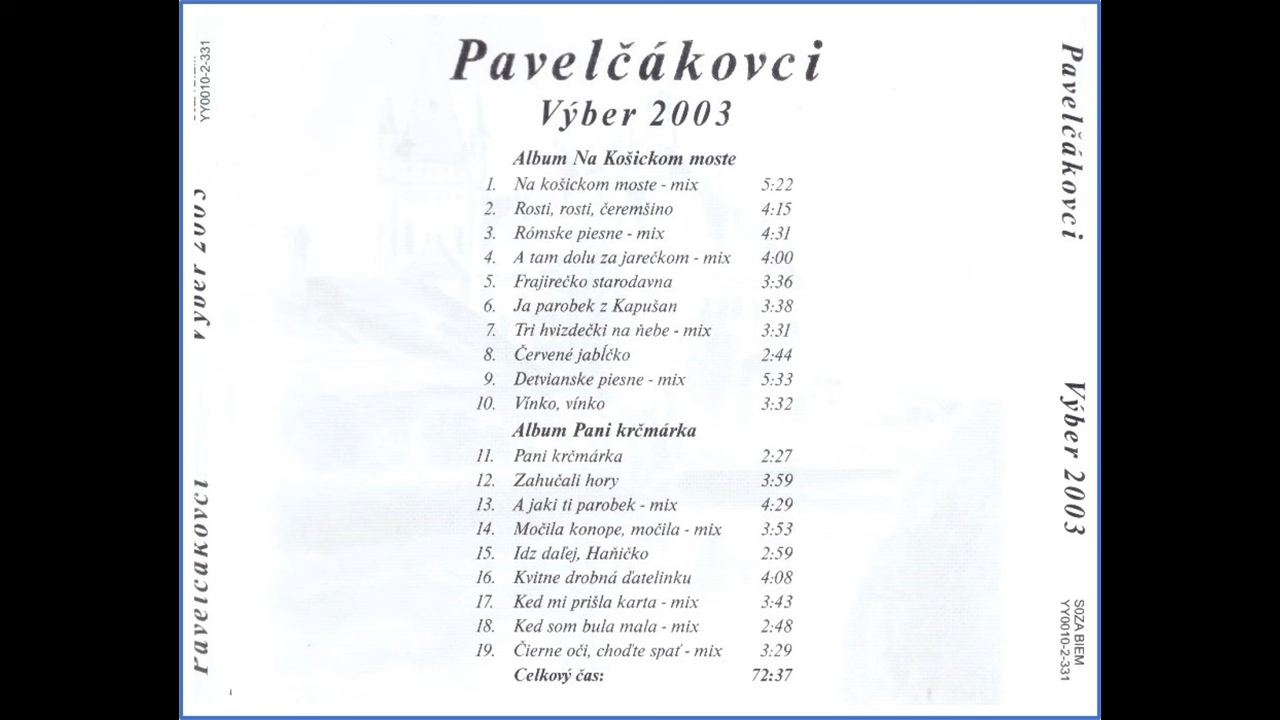 Pavelčákovci
Výber 2003
Album Na Košickom moste
1. Na košickom moste - mix 5:22
2. Rosti, rosti, čeremšino 4:15
3. Rómske piesne - mix 4:31
4. A tam dolu za jarečkom - mix 4:00
5. Frajirečko starodavna 3:36
6. Ja parobek z Kapušan 3:38
7. Tri hvizdečki na ňebe - mix 3:31
8. Červené jabĺčko 2:44
9. Detvianske piesne - mix 5:33
10. Vínko, vínko 3:32
Album Pani krčmárka
11. Pani krčmárka 2:27
12. Zahučali hory 3:59
13. A jaki ti parobek - mix 4:29
14. Močila konope, močila - mix 3:53
15. Idz daľej, Haňičko 2:59
16. Kvitne drobná ďatelinku 4:08
17. Ked mi prišla karta - mix 3:43
18. Ked som bula mala - mix 2:48
19. Čierne oči, choďte spať - mix 3:29
Celkový čas: 72:37
Pavelčákovci Výber 2003
YY0010-2-331
Pavelčákovci Výber 2003
SOZA BIEM
YY0010-2-331